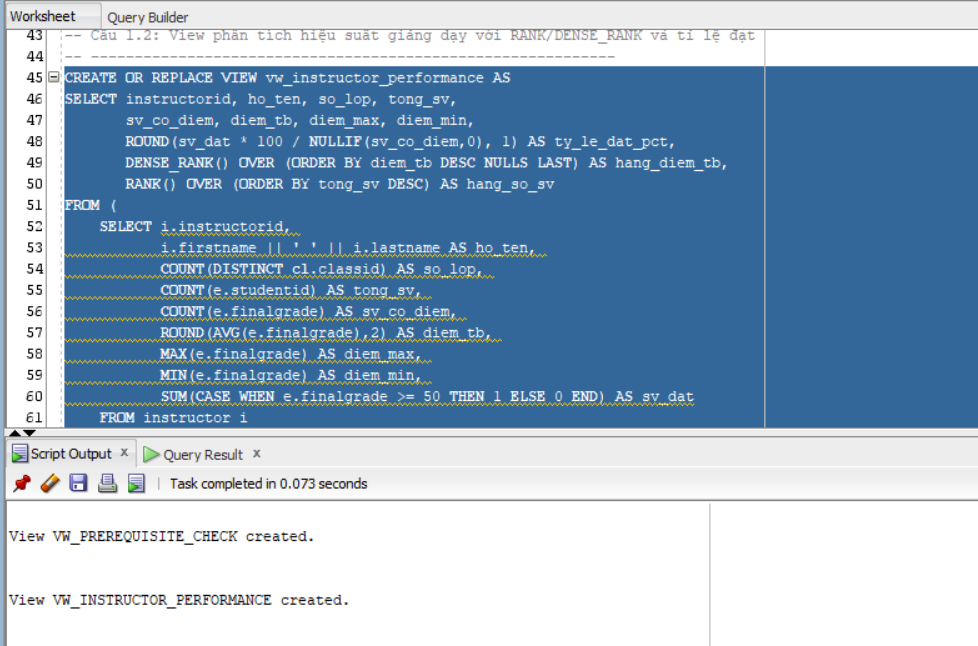 Worksheet Query Builder
43 -- Câu 1.2: View phân tích hiệu suất giảng dạy với RANK/DENSE_RANK và tỉ lệ đạt
44 -- -----------------------------------------------------------
45 CREATE OR REPLACE VIEW vw_instructor_performance AS
46 SELECT instructorid, ho_ten, so_lop, tong_sv,
47 sv_co_diem, diem_tb, diem_max, diem_min,
48 ROUND(sv_dat * 100 / NULLIF(sv_co_diem,0), 1) AS ty_le_dat_pct,
49 DENSE_RANK() OVER (ORDER BY diem_tb DESC NULLS LAST) AS hang_diem_tb,
50 RANK() OVER (ORDER BY tong_sv DESC) AS hang_so_sv
51 FROM (
52 SELECT i.instructorid,
53 i.firstname || ' ' || i.lastname AS ho_ten,
54 COUNT(DISTINCT cl.classid) AS so_lop,
55 COUNT(e.studentid) AS tong_sv,
56 COUNT(e.finalgrade) AS sv_co_diem,
57 ROUND(AVG(e.finalgrade),2) AS diem_tb,
58 MAX(e.finalgrade) AS diem_max,
59 MIN(e.finalgrade) AS diem_min,
60 SUM(CASE WHEN e.finalgrade >= 50 THEN 1 ELSE 0 END) AS sv_dat
61 FROM instructor i
Script Output x Query Result x
Task completed in 0.073 seconds
View VW_PREREQUISITE_CHECK created.
View VW_INSTRUCTOR_PERFORMANCE created.